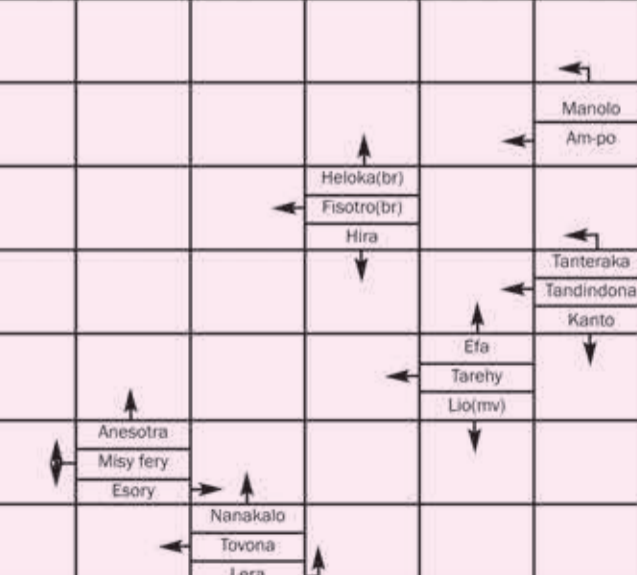 Manolo
Am-po
Heloka(br)
Fisotro(br)
Hira
Tanteraka
Tandindona
Kanto
Efa
Tarehy
Lio(mv)
Anesotra
Misy fery
Esory
Nanakalo
Tovona
Lera